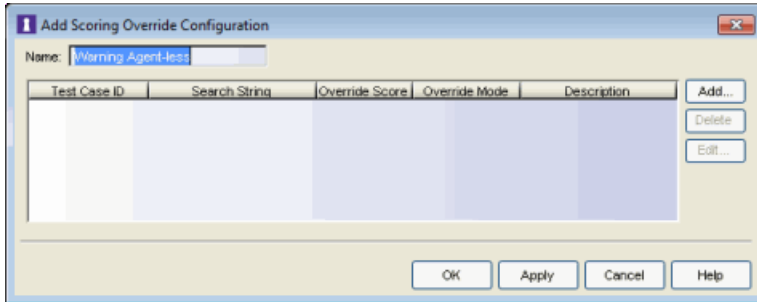 Add Scoring Override Configuration
Name: Warning Agent-less
Test Case ID Search String Override Score Override Mode Description
Add...
Delete
Edit...
OK Apply Cancel Help